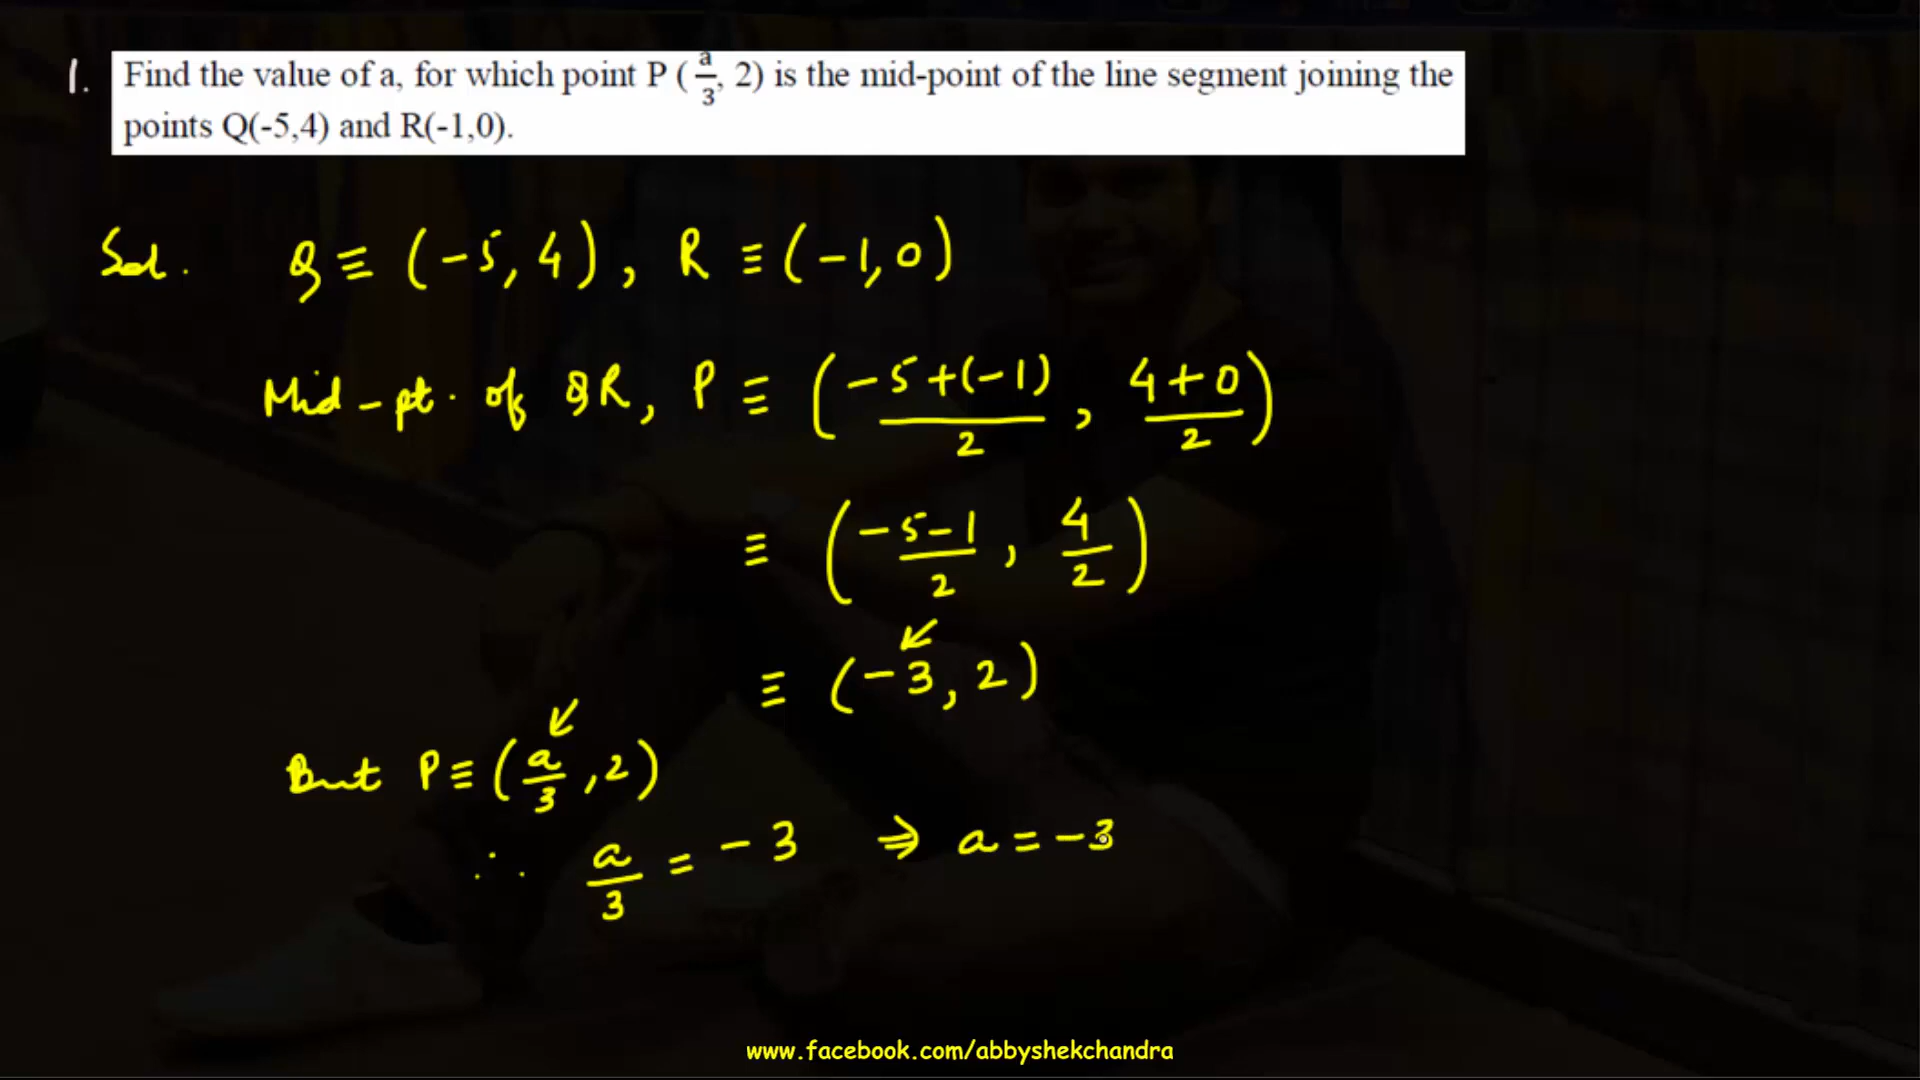 1. Find the value of a, for which point P (a/3, 2) is the mid-point of the line segment joining the
points Q(-5,4) and R(-1,0).
Sol. Q ≡ (-5, 4), R ≡ (-1, 0)
Mid-pt. of QR, P ≡ ((-5+(-1))/2, (4+0)/2)
≡ ((-5-1)/2, 4/2)
≡ (-3, 2)
But P ≡ (a/3, 2)
∴ a/3 = -3 ⇒ a = -3
www.facebook.com/abbyshekchandra